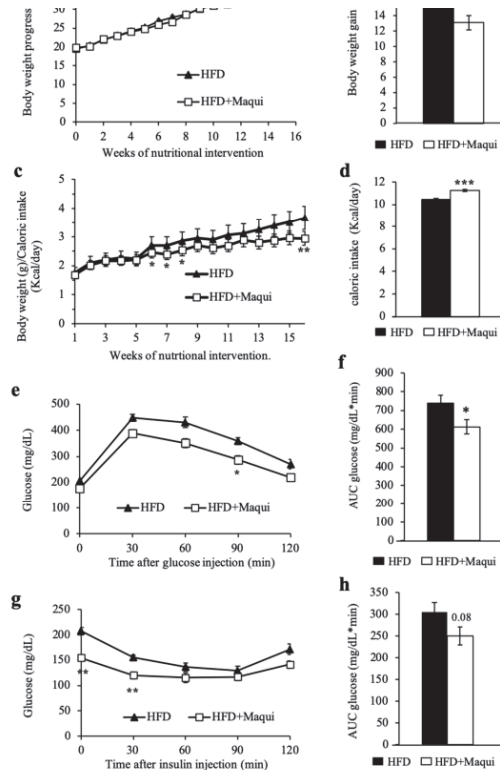 Body weight progress
30
25
20
15
10
HFD
HFD+Maqui
0 2 4 6 8 10 12 14 16
Weeks of nutritional intervention
Body weight gain
14
12
10
8
6
4
2
0
HFD HFD+Maqui
c
Body weight (g)/Caloric intake
(Kcal/day)
5
4
3
2
1
0
* * * **
HFD
HFD+Maqui
1 3 5 7 9 11 13 15
Weeks of nutrtional intervention.
d
caloric intake (Kcal/day)
12
10
8
6
4
2
0
***
HFD HFD+Maqui
e
Glucose (mg/dL)
500
400
300
200
100
0
*
HFD HFD+Maqui
0 30 60 90 120
Time after glucose injection (min)
f
AUC glucose (mg/dL*min)
900
800
700
600
500
400
300
200
100
0
*
HFD HFD+Maqui
g
Glucose (mg/dL)
250
200
150
100
50
0
** **
HFD HFD+Maqui
0 30 60 90 120
Time after insulin injection (min)
h
AUC glucose (mg/dL*min)
350
300
250
200
150
100
50
0
0.08
HFD HFD+Maqui